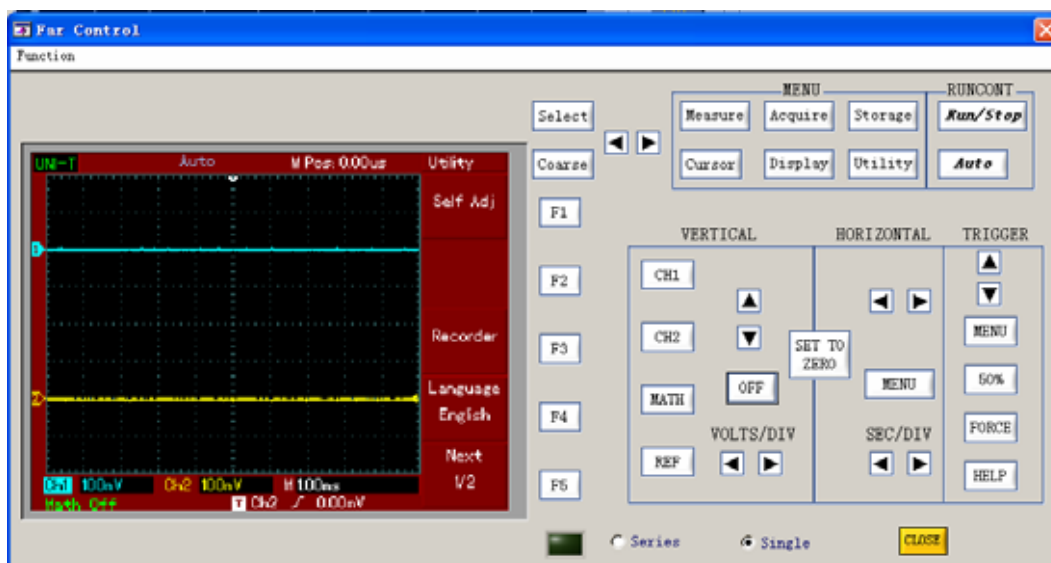 Far Control
Function
UNI-T Auto M Pos: 0.00us Utility
Self Adj
Recorder
Language
Engish
Next
1/2
Ch1 100mV Ch2 100mV M 100ms
Math Off T Ch2 0.00mV
1
2
Select
Coarse
F1
F2
F3
F4
F5
MENU
Measure Acquire Storage
Cursor Display Utility
RUNCONT
Run/Stop
Auto
VERTICAL
CH1
CH2
MATH
REF
OFF
VOLTS/DIV
SET TO
ZERO
HORIZONTAL
MENU
SEC/DIV
TRIGGER
MENU
50%
FORCE
HELP
Series Single
CLOSE